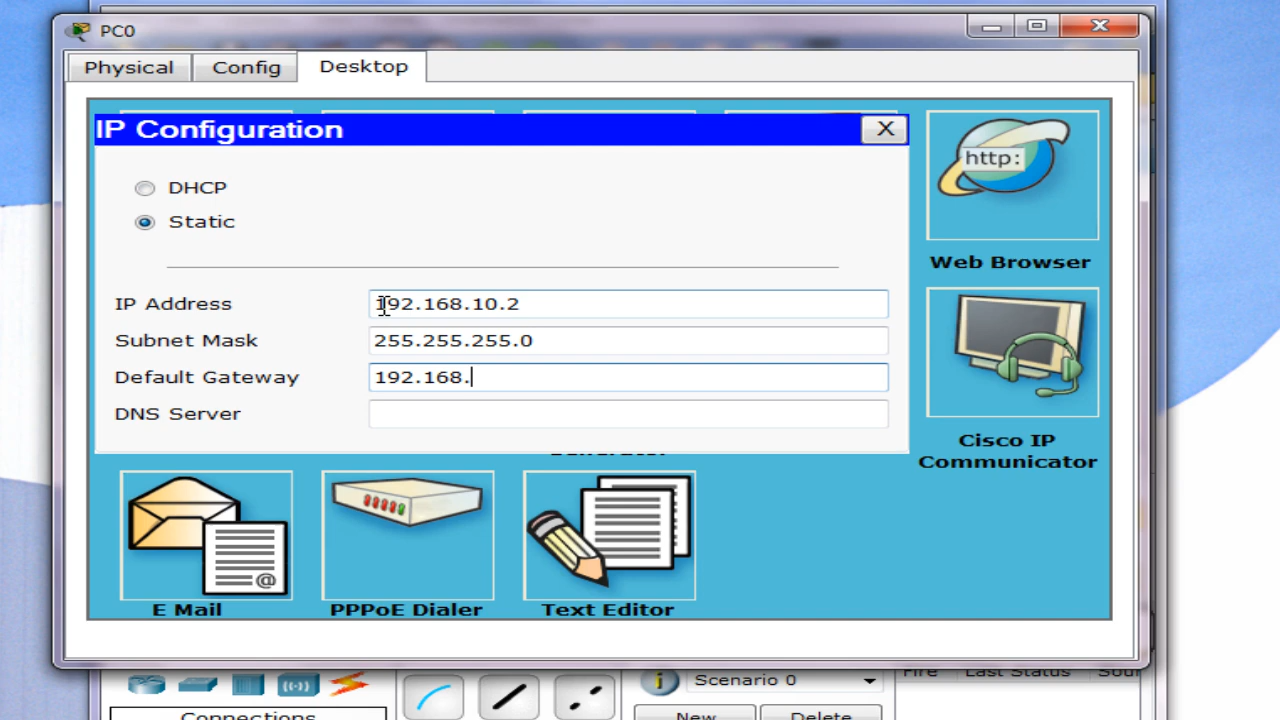 PC0
Physical
Config
Desktop
IP Configuration
X
DHCP
Static
IP Address
192.168.10.2
Subnet Mask
255.255.255.0
Default Gateway
192.168.
DNS Server
http:
Web Browser
Cisco IP
Communicator
E Mail
PPPoE Dialer
Text Editor
Scenario 0
Fire
Last Status
Connections
New
Delete